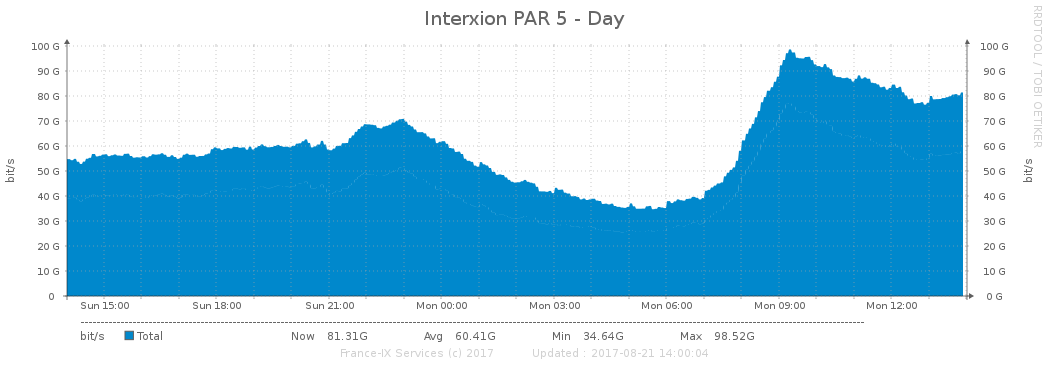 Interxion PAR 5 - Day
RRDTOOL / TOBI OETIKER
bit/s
100 G
90 G
80 G
70 G
60 G
50 G
40 G
30 G
20 G
10 G
0
100 G
90 G
80 G
70 G
60 G
50 G
40 G
30 G
20 G
10 G
0 G
bit/s
Sun 15:00 Sun 18:00 Sun 21:00 Mon 00:00 Mon 03:00 Mon 06:00 Mon 09:00 Mon 12:00
bit/s Total Now 81.31G Avg 60.41G Min 34.64G Max 98.52G
France-IX Services (c) 2017 Updated : 2017-08-21 14:00:04